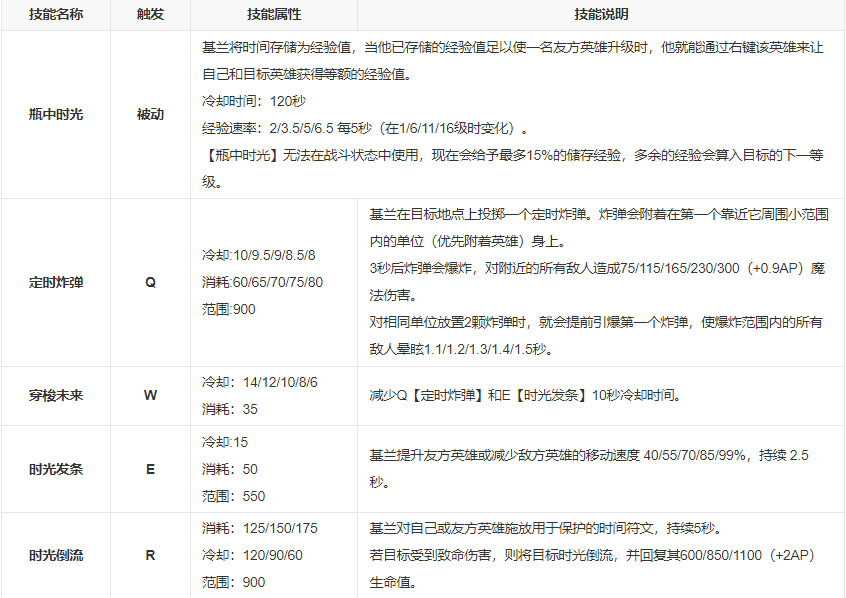 技能名称 触发 技能属性 技能说明
瓶中时光 被动
基兰将时间存储为经验值，当他已存储的经验值足以使一名友方英雄升级时，他就能通过右键该英雄来让
自己和目标英雄获得等额的经验值。
冷却时间：120秒
经验速率：2/3.5/5/6.5 每5秒（在1/6/11/16级时变化）。
【瓶中时光】无法在战斗状态中使用，现在会给予最多15%的储存经验，多余的经验会算入目标的下一等
级。
定时炸弹 Q
冷却:10/9.5/9/8.5/8
消耗:60/65/70/75/80
范围:900
基兰在目标地点上投掷一个定时炸弹。炸弹会附着在第一个靠近它周围小范围
内的单位（优先附着英雄）身上。
3秒后炸弹会爆炸，对附近的所有敌人造成75/115/165/230/300（+0.9AP）魔
法伤害。
对相同单位放置2颗炸弹时，就会提前引爆第一个炸弹，使爆炸范围内的所有
敌人晕眩1.1/1.2/1.3/1.4/1.5秒。
穿梭未来 W
冷却：14/12/10/8/6
消耗：35
减少Q【定时炸弹】和E【时光发条】10秒冷却时间。
时光发条 E
冷却:15
消耗：50
范围：550
基兰提升友方英雄或减少敌方英雄的移动速度 40/55/70/85/99%，持续 2.5
秒。
时光倒流 R
消耗：125/150/175
冷却：120/90/60
范围：900
基兰对自己或友方英雄施放用于保护的时间符文，持续5秒。
若目标受到致命伤害，则将目标时光倒流，并回复其600/850/1100（+2AP）
生命值。